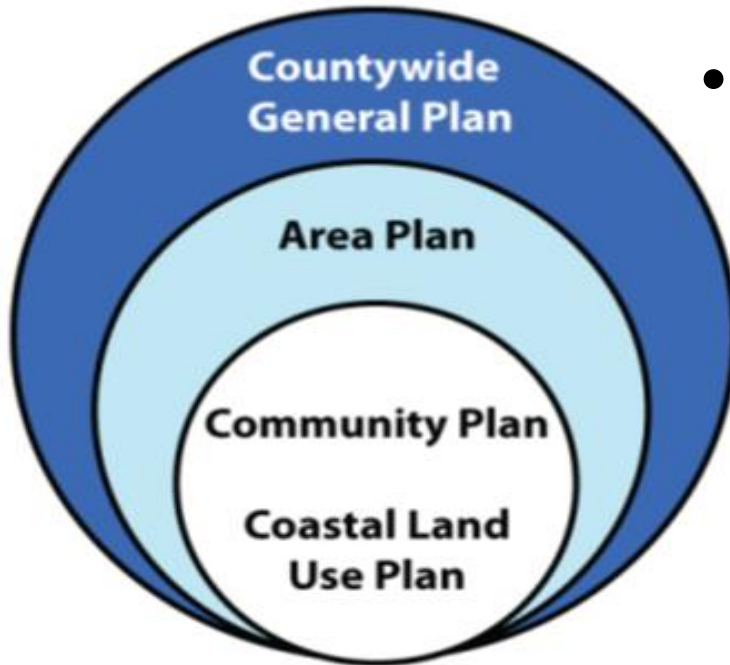 Countywide
General Plan
•
Area Plan
Community Plan
Coastal Land
Use Plan